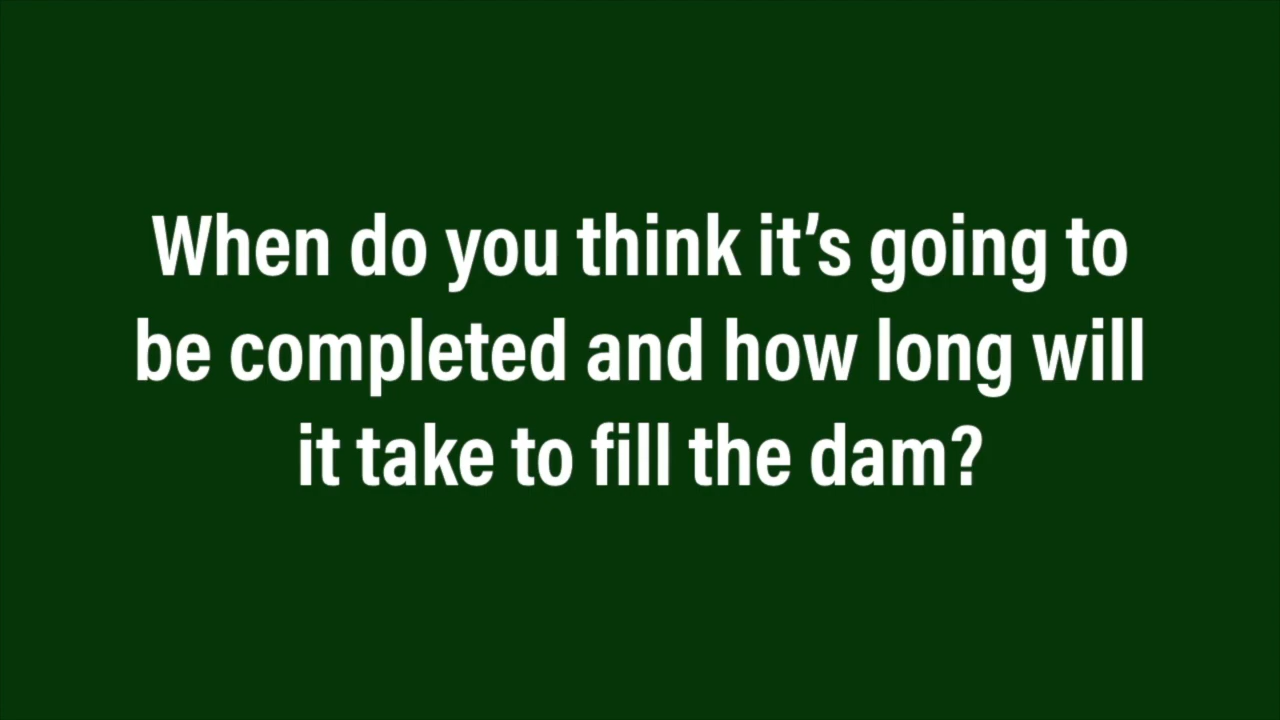 When do you think it’s going to
be completed and how long will
it take to fill the dam?